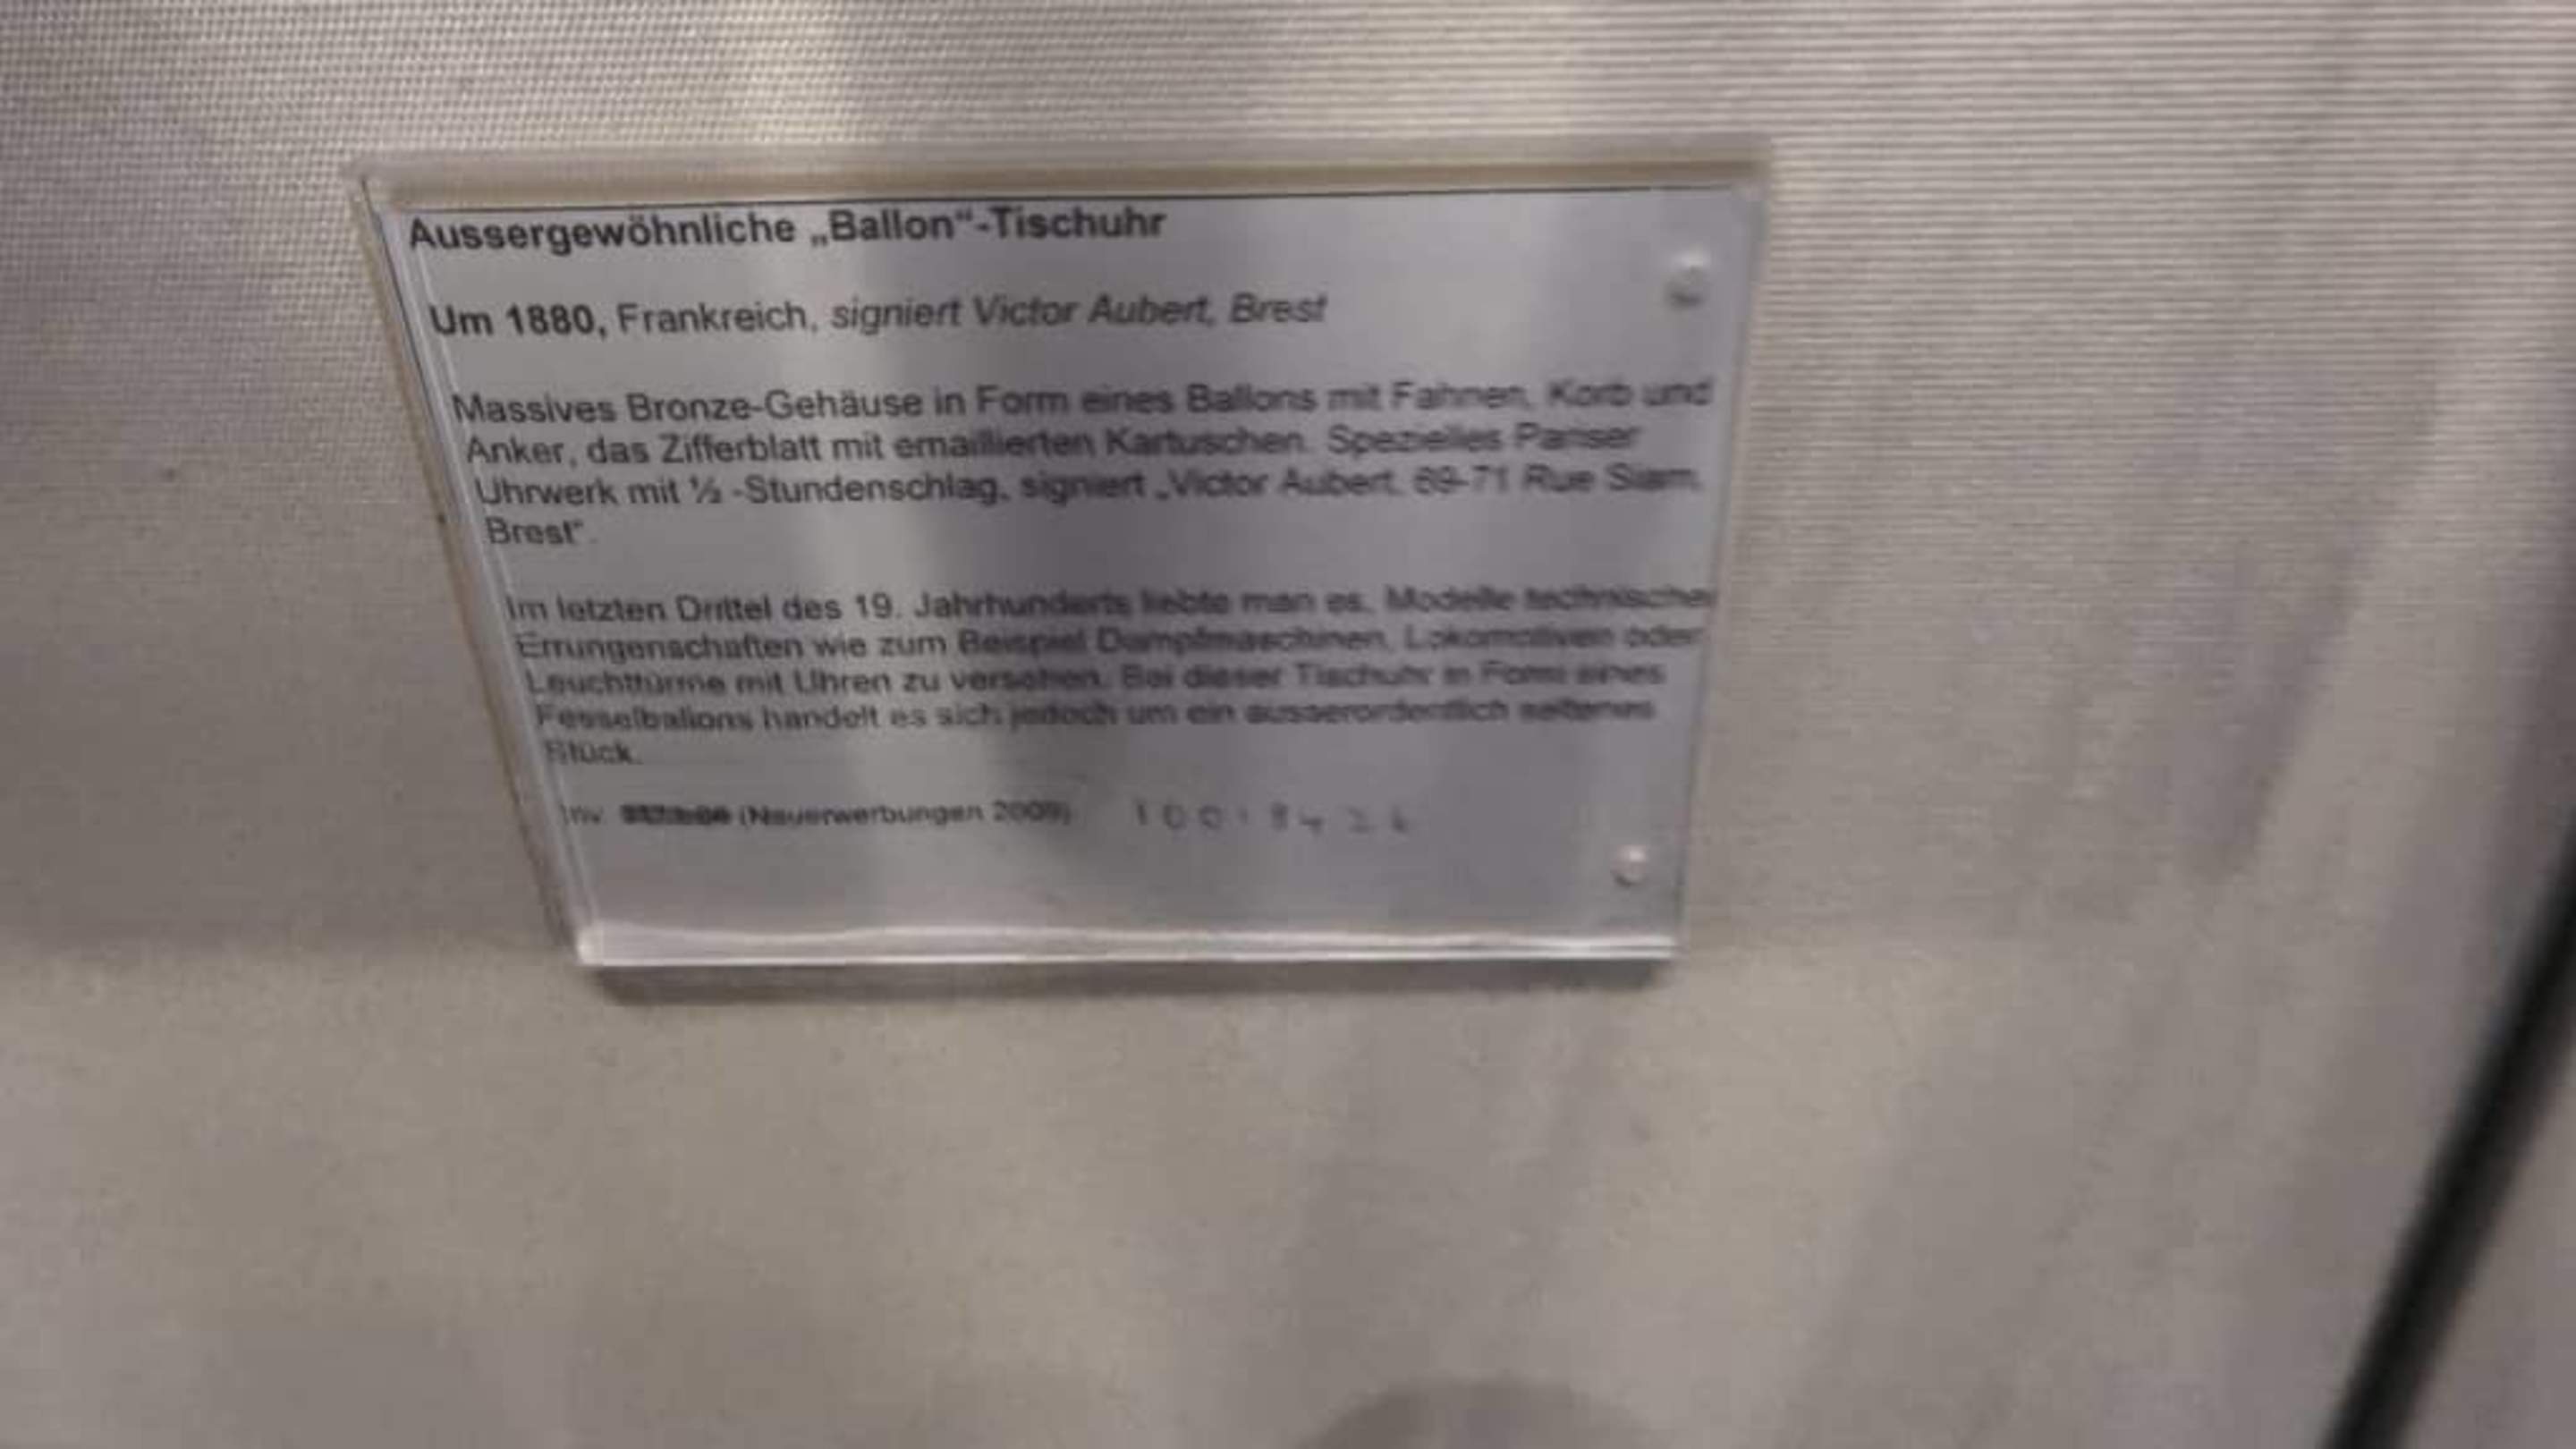 Aussergewöhnliche „Ballon“-Tischuhr
Um 1880, Frankreich, signiert Victor Aubert, Brest
Massives Bronze-Gehäuse in Form eines Ballons mit Fahnen, Korb und
Anker, das Zifferblatt mit emaillierten Kartuschen. Spezielles Pariser
Uhrwerk mit ½ -Stundenschlag, signiert „Victor Aubert, 69-71 Rue Siam,
Brest“.
Im letzten Drittel des 19. Jahrhunderts liebte man es, Modelle technischer
Errungenschaften wie zum Beispiel Dampfmaschinen, Lokomotiven oder
Leuchttürme mit Uhren zu versehen. Bei dieser Tischuhr in Form eines
Fesselballons handelt es sich jedoch um ein ausserordentlich seltenes
Stück.
Inv. (Neuerwerbungen 2009)